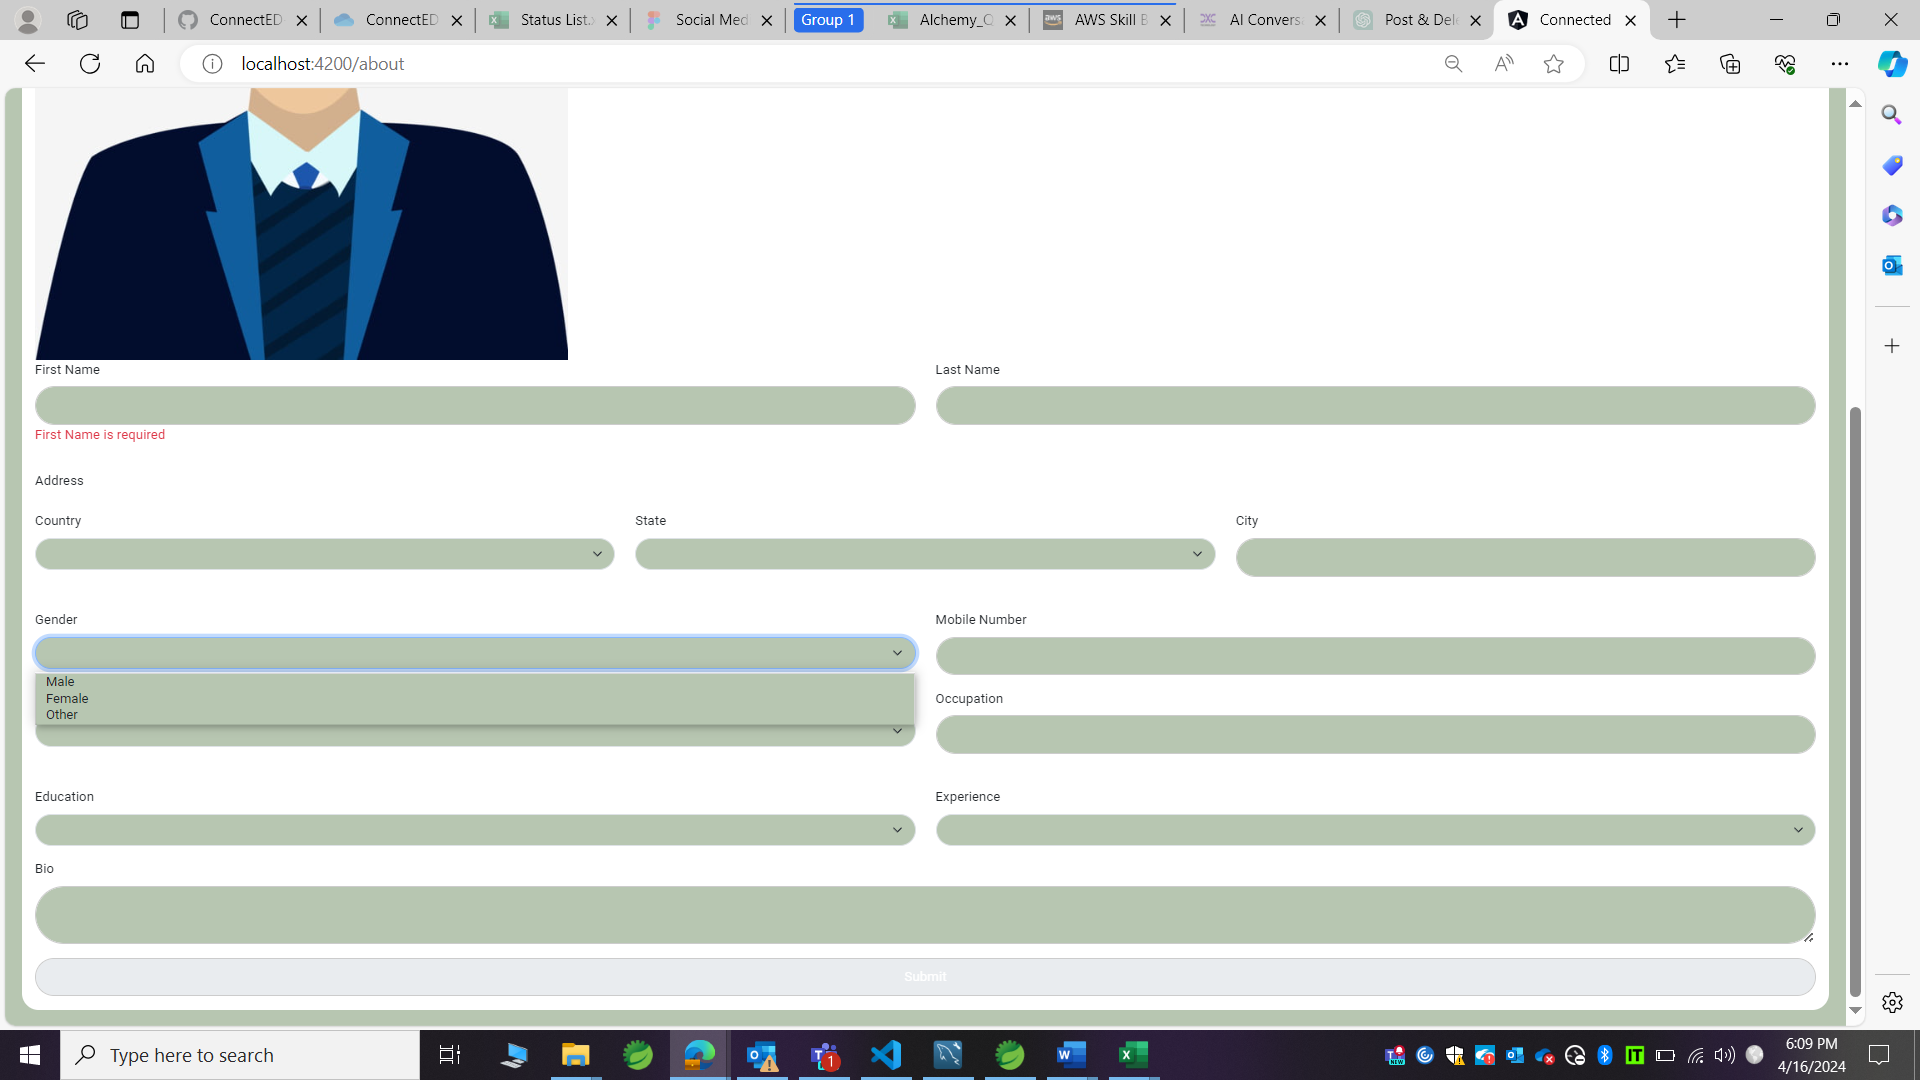 ConnectED
ConnectED
Status List.x
Social Med
Group 1
Alchemy_Q
AWS Skill B
AI Convers
Post & Del
Connected
localhost:4200/about
First Name
Last Name
First Name is required
Address
Country
State
City
Gender
Mobile Number
Male
Female
Other
Occupation
Education
Experience
Bio
Submit
Type here to search
1
6:09 PM
4/16/2024